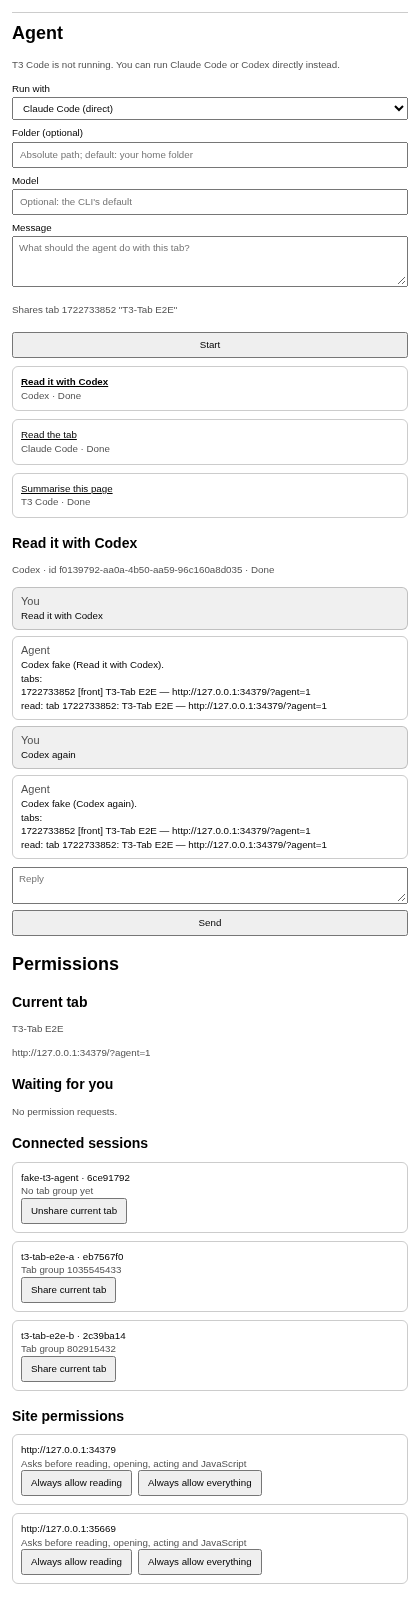 Agent
T3 Code is not running. You can run Claude Code or Codex directly instead.
Run with
Claude Code (direct)
Folder (optional)
Absolute path; default: your home folder
Model
Optional: the CLI's default
Message
What should the agent do with this tab?
Shares tab 1722733852 "T3-Tab E2E"
Start
Read it with Codex
Codex · Done
Read the tab
Claude Code · Done
Summarise this page
T3 Code · Done
Read it with Codex
Codex · id f0139792-aa0a-4b50-aa59-96c160a8d035 · Done
You
Read it with Codex
Agent
Codex fake (Read it with Codex).
tabs:
1722733852 [front] T3-Tab E2E — http://127.0.0.1:34379/?agent=1
read: tab 1722733852: T3-Tab E2E — http://127.0.0.1:34379/?agent=1
You
Codex again
Agent
Codex fake (Codex again).
tabs:
1722733852 [front] T3-Tab E2E — http://127.0.0.1:34379/?agent=1
read: tab 1722733852: T3-Tab E2E — http://127.0.0.1:34379/?agent=1
Reply
Send
Permissions
Current tab
T3-Tab E2E
http://127.0.0.1:34379/?agent=1
Waiting for you
No permission requests.
Connected sessions
fake-t3-agent · 6ce91792
No tab group yet
Unshare current tab
t3-tab-e2e-a · eb7567f0
Tab group 1035545433
Share current tab
t3-tab-e2e-b · 2c39ba14
Tab group 802915432
Share current tab
Site permissions
http://127.0.0.1:34379
Asks before reading, opening, acting and JavaScript
Always allow reading Always allow everything
http://127.0.0.1:35669
Asks before reading, opening, acting and JavaScript
Always allow reading Always allow everything